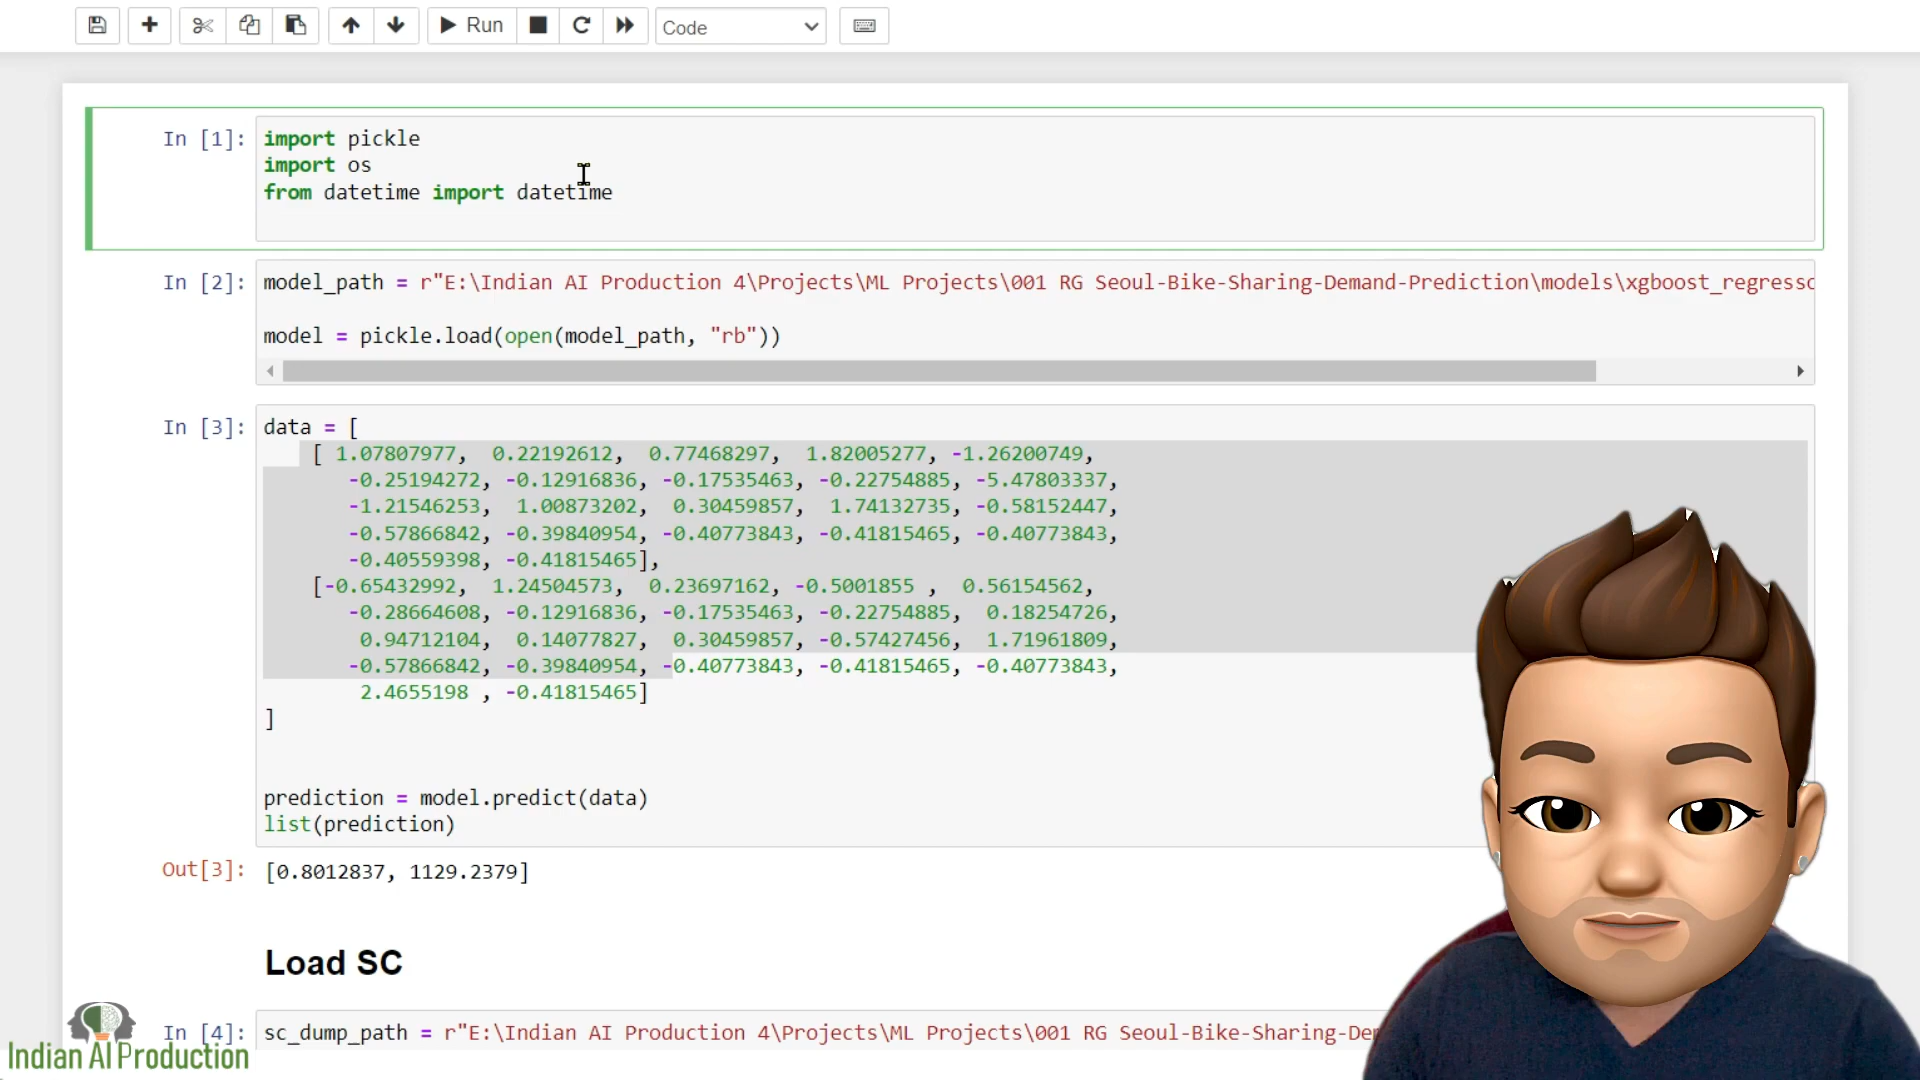 Run
Code
In [1]:
import pickle
import os
from datetime import datetime
In [2]:
model_path = r"E:\Indian AI Production 4\Projects\ML Projects\001 RG Seoul-Bike-Sharing-Demand-Prediction\models\xgboost_regresso
model = pickle.load(open(model_path, "rb"))
In [3]:
data = [
[ 1.07807977, 0.22192612, 0.77468297, 1.82005277, -1.26200749,
-0.25194272, -0.12916836, -0.17535463, -0.22754885, -5.47803337,
-1.21546253, 1.00873202, 0.30459857, 1.74132735, -0.58152447,
-0.57866842, -0.39840954, -0.40773843, -0.41815465, -0.40773843,
-0.40559398, -0.41815465],
[-0.65432992, 1.24504573, 0.23697162, -0.5001855 , 0.56154562,
-0.28664608, -0.12916836, -0.17535463, -0.22754885, 0.18254726,
0.94712104, 0.14077827, 0.30459857, -0.57427456, 1.71961809,
-0.57866842, -0.39840954, -0.40773843, -0.41815465, -0.40773843,
2.4655198 , -0.41815465]
]
prediction = model.predict(data)
list(prediction)
Out[3]: [0.8012837, 1129.2379]
Load SC
In [4]:
sc_dump_path = r"E:\Indian AI Production 4\Projects\ML Projects\001 RG Seoul-Bike-Sharing-De
Indian AI Production